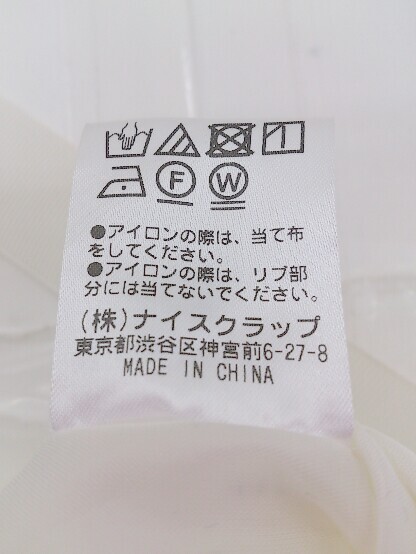 F W
●アイロンの際は、当て布
をしてください。
●アイロンの際は、リブ部
分には当てないでください。
(株)ナイスクラップ
東京都渋谷区神宮前6-27-8
MADE IN CHINA